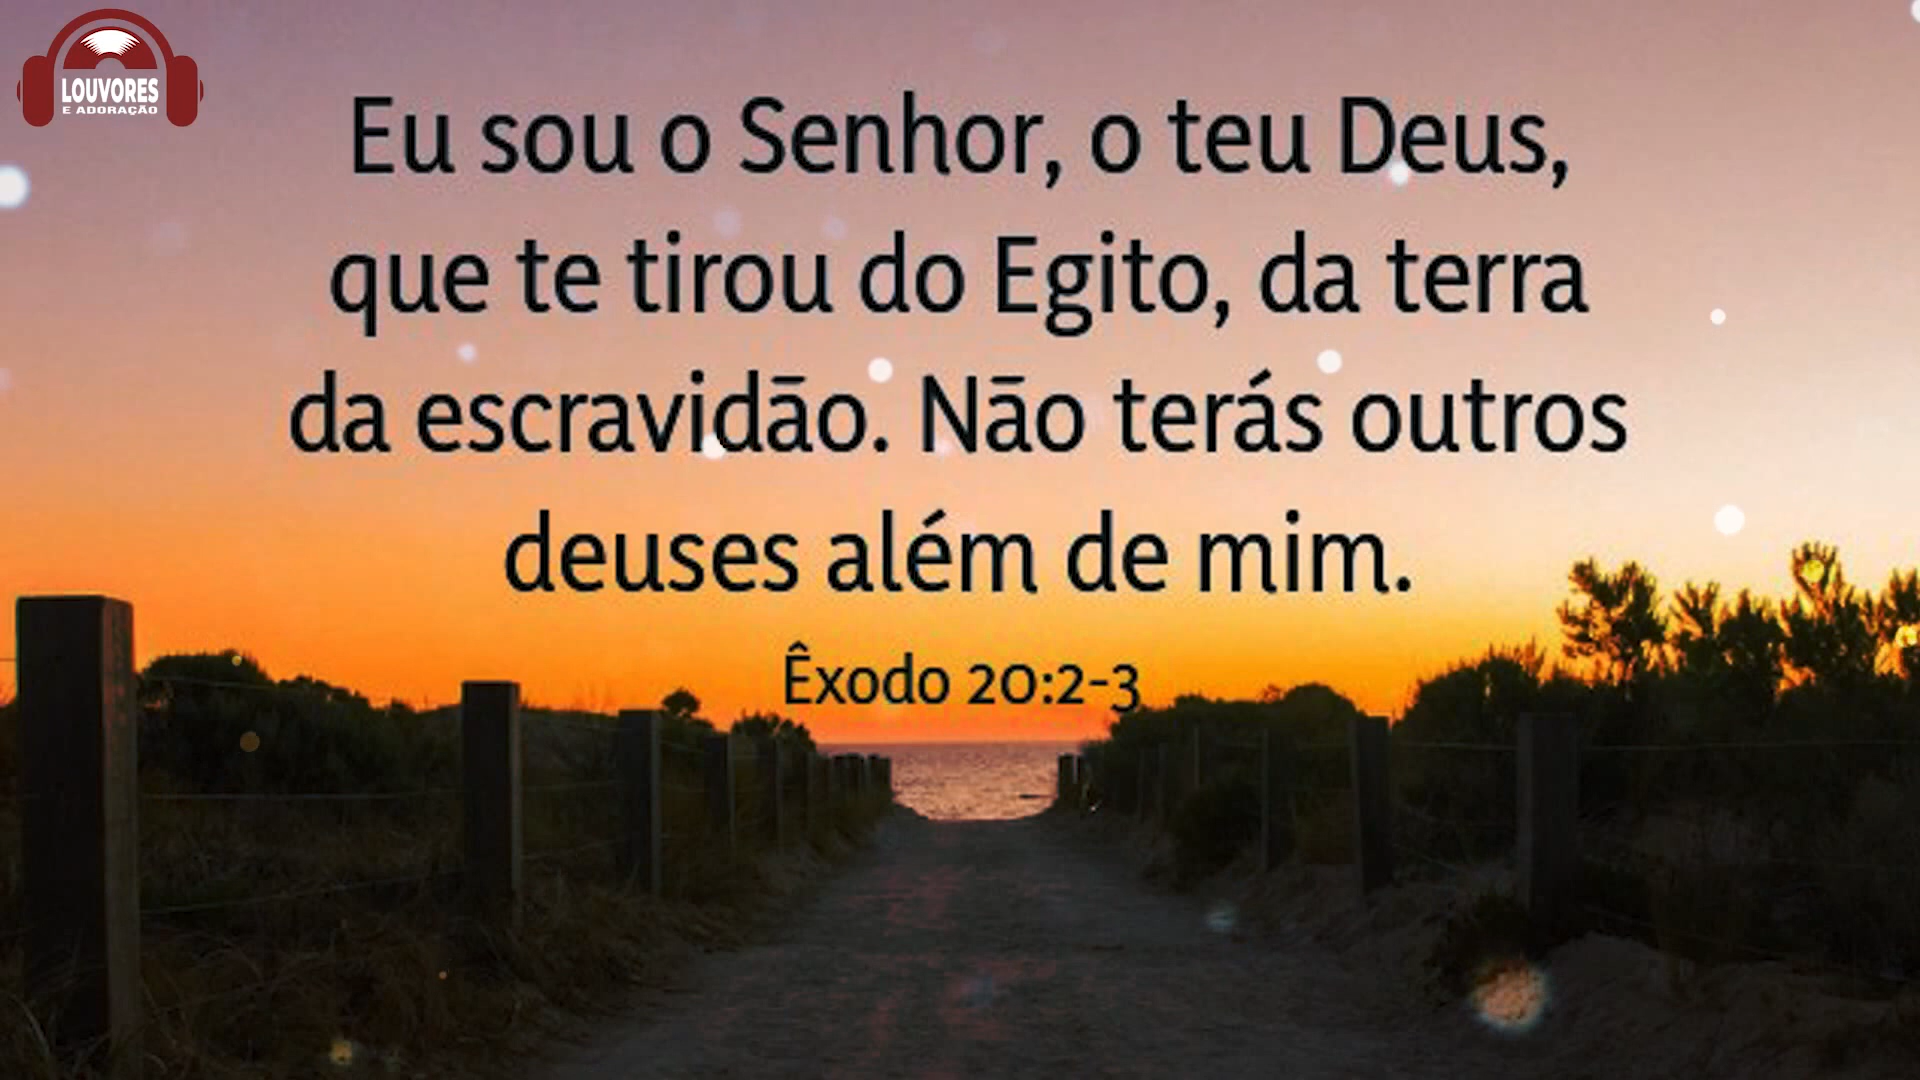 LOUVORES
E ADORAÇÃO
Eu sou o Senhor, o teu Deus,
que te tirou do Egito, da terra
da escravidão. Não terás outros
deuses além de mim.
Êxodo 20:2-3